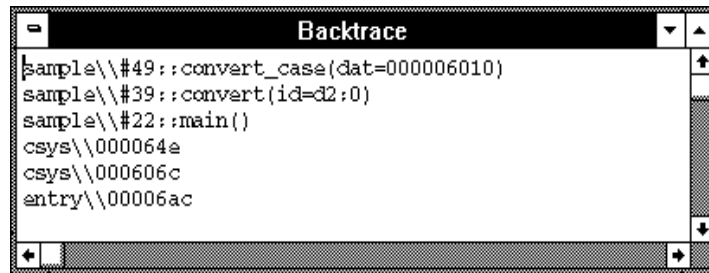 Backtrace
sample\\#49::convert_case(dat=000006010)
sample\\#39::convert(id=d2:0)
sample\\#22::main()
csys\\000064e
csys\\000606c
entry\\00006ac